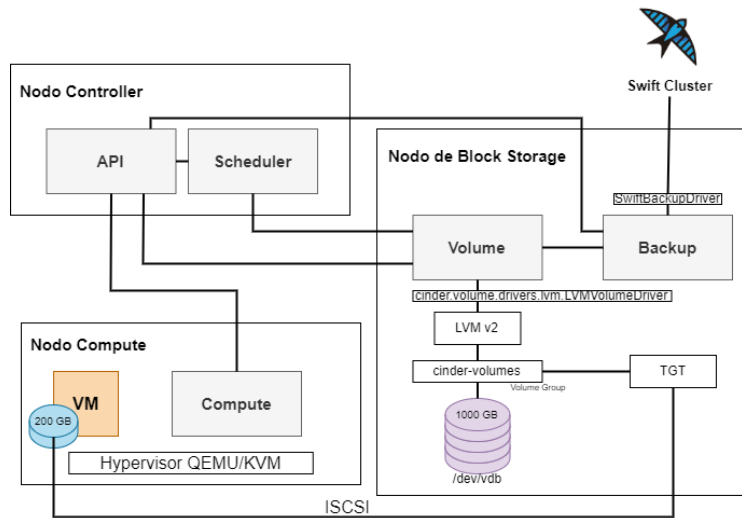 Swift Cluster
Nodo Controller
API
Scheduler
Nodo de Block Storage
SwiftBackupDriver
Volume
Backup
cinder.volume.drivers.lvm.LVMVolumeDriver
LVM v2
Nodo Compute
cinder-volumes
TGT
Volume Group
VM
Compute
200 GB
1000 GB
Hypervisor QEMU/KVM
/dev/vdb
ISCSI